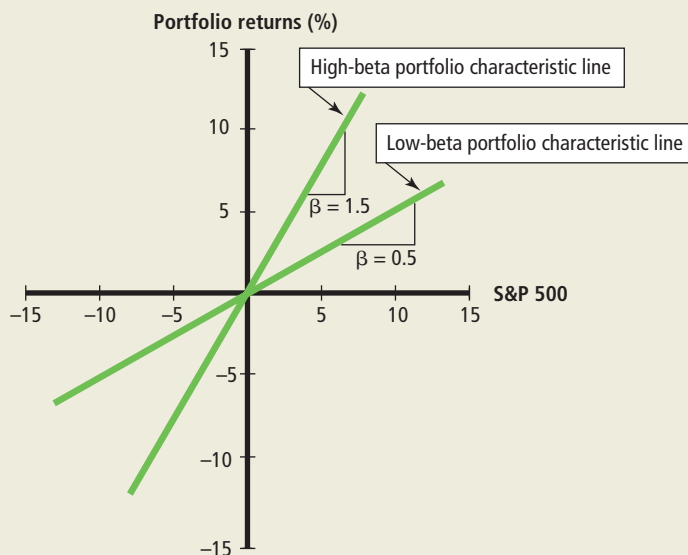 Portfolio returns (%)
15
High-beta portfolio characteristic line
10
Low-beta portfolio characteristic line
β = 1.5
5
β = 0.5
S&P 500
–15 –10 –5 5 10 15
–5
–10
–15